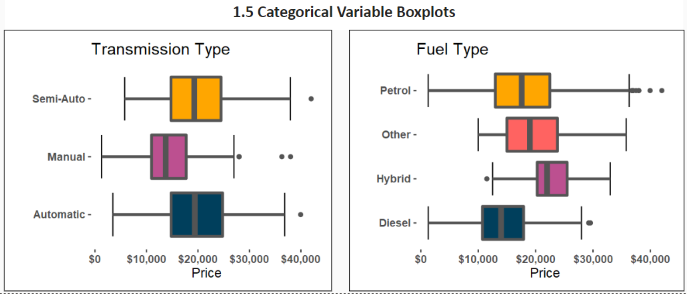 1.5 Categorical Variable Boxplots
Transmission Type
Semi-Auto -
Manual -
Automatic -
$0 $10,000 $20,000 $30,000 $40,000
Price
Fuel Type
Petrol -
Other -
Hybrid -
Diesel -
$0 $10,000 $20,000 $30,000 $40,000
Price